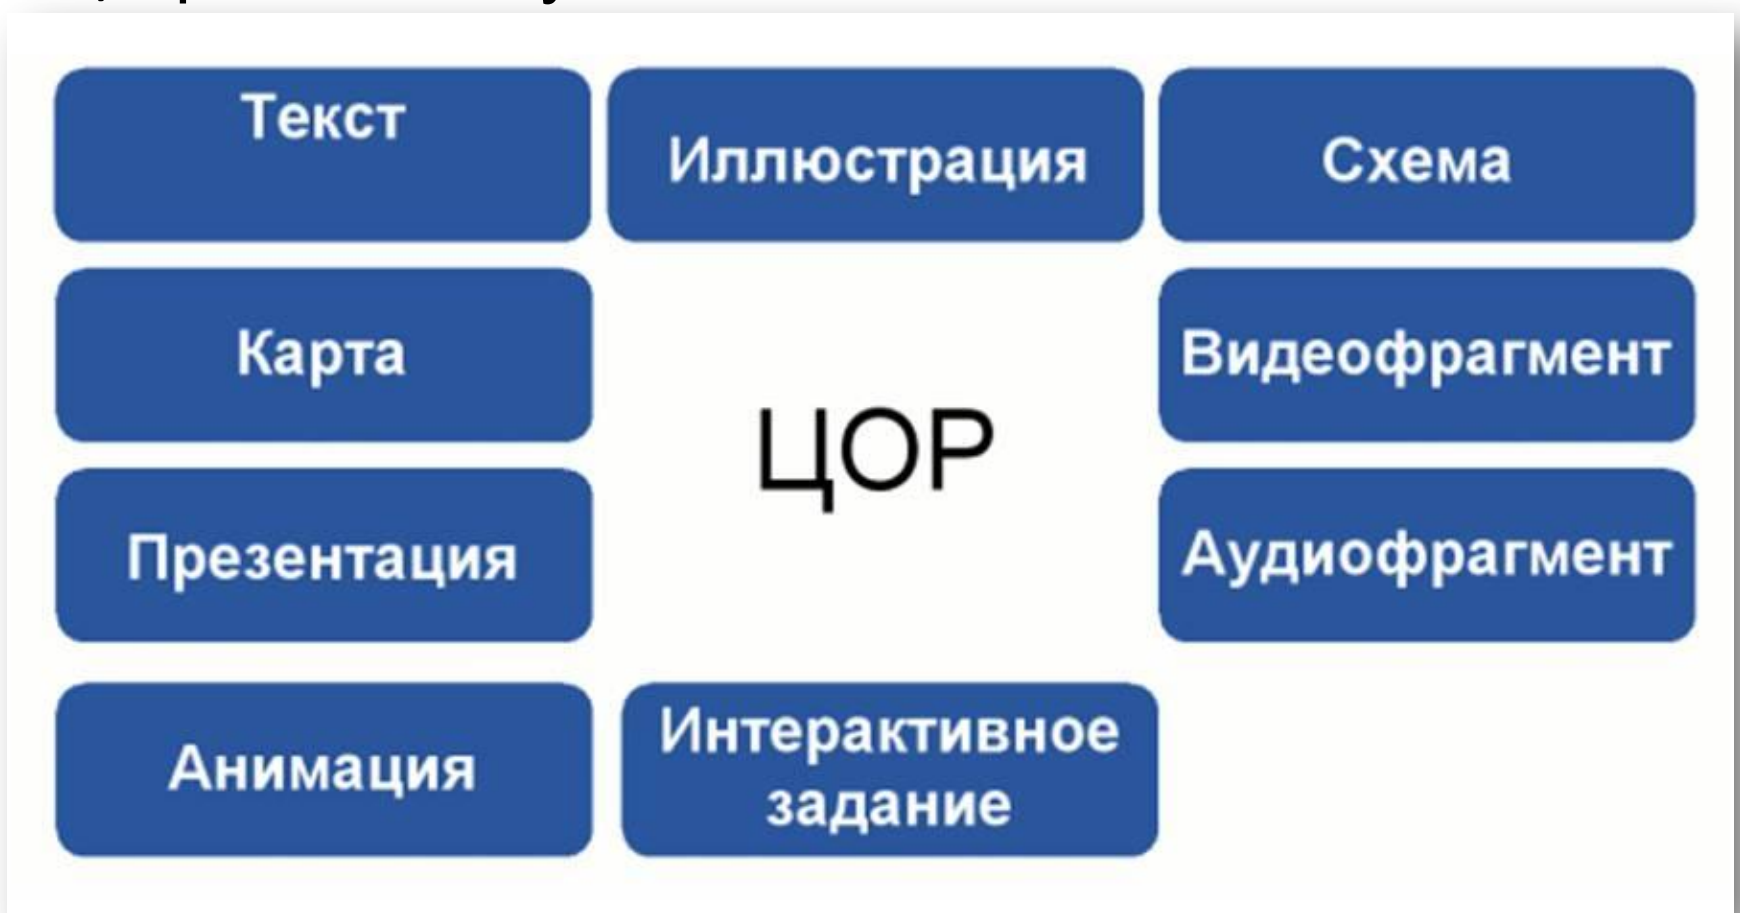 Текст
Иллюстрация
Схема
Карта
Видеофрагмент
ЦОР
Презентация
Аудиофрагмент
Анимация
Интерактивное
задание